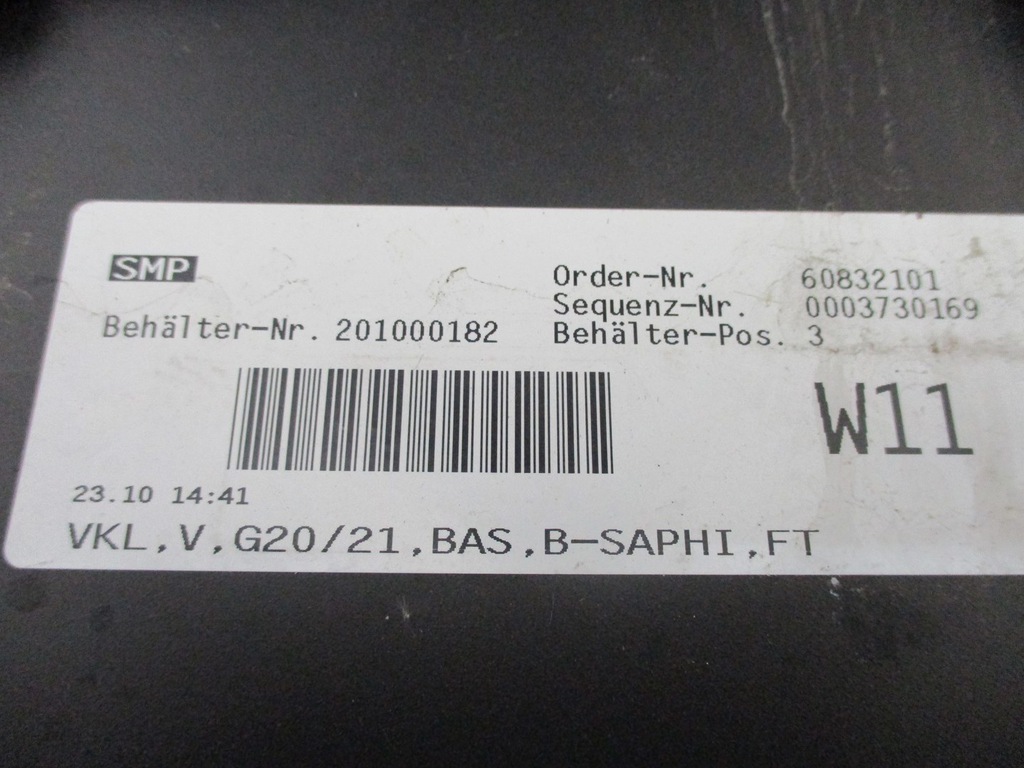 SMP
Order-Nr. 60832101
Sequenz-Nr. 0003730169
Behälter-Nr. 201000182 Behälter-Pos. 3
W11
23.10 14:41
VKL,V,G20/21,BAS,B-SAPHI,FT